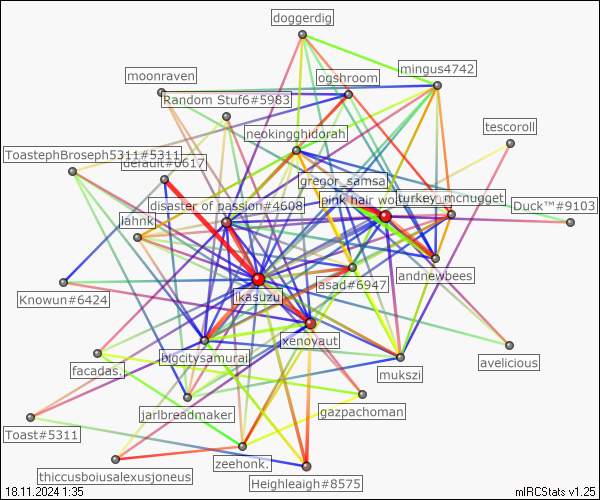 doggerdig
moonraven
ogshroom
mingus4742
Random Stuf6#5983
tescoroll
neokingghidorah
ToastephBroseph5311#5311
default#0617
gregor_samsa
disaster of passion#4608
pink hair wo
turkey_mcnugget
Duck™#9103
lahnk
andnewbees
Knowun#6424
ikasuzu
asad#6947
xenoyaut
bigcitysamurai
avelicious
facadas.
mukszi
jarlbreadmaker
gazpachoman
Toast#5311
zeehonk.
thiccusboiusalexusjoneus
Heighleaigh#8575
18.11.2024 1:35
mIRCStats v1.25